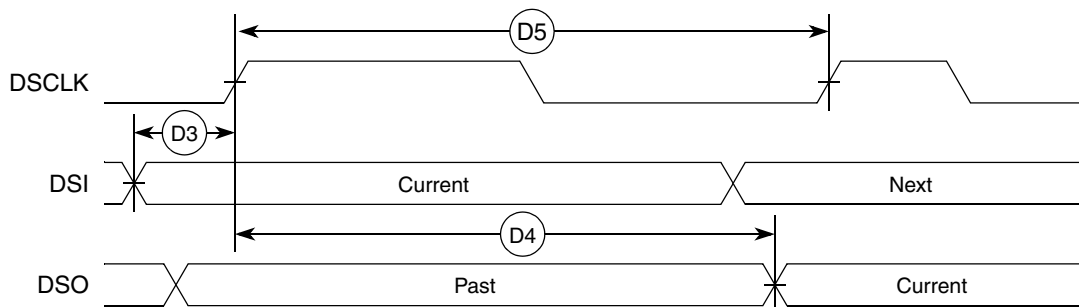 D5
DSCLK
D3
DSI
Current
Next
D4
DSO
Past
Current